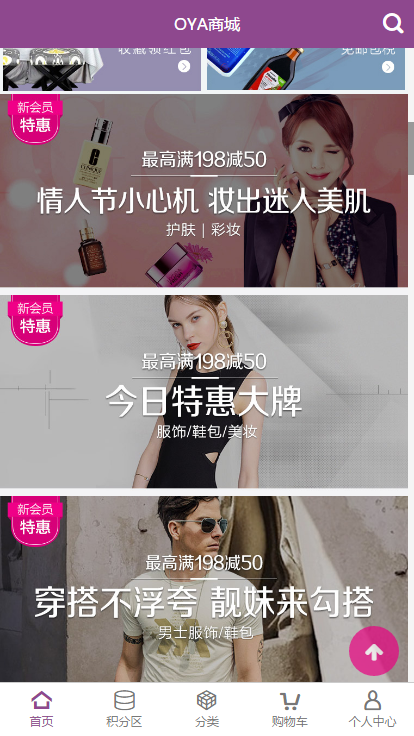 OYA商城
收藏领红包
免邮包税
新会员
特惠
CLINIQUE
最高满198减50
情人节小心机 妆出迷人美肌
护肤 | 彩妆
新会员
特惠
最高满198减50
今日特惠大牌
服饰/鞋包/美妆
新会员
特惠
最高满198减50
穿搭不浮夸 靓妹来勾搭
男士服饰/鞋包
首页
积分区
分类
购物车
个人中心